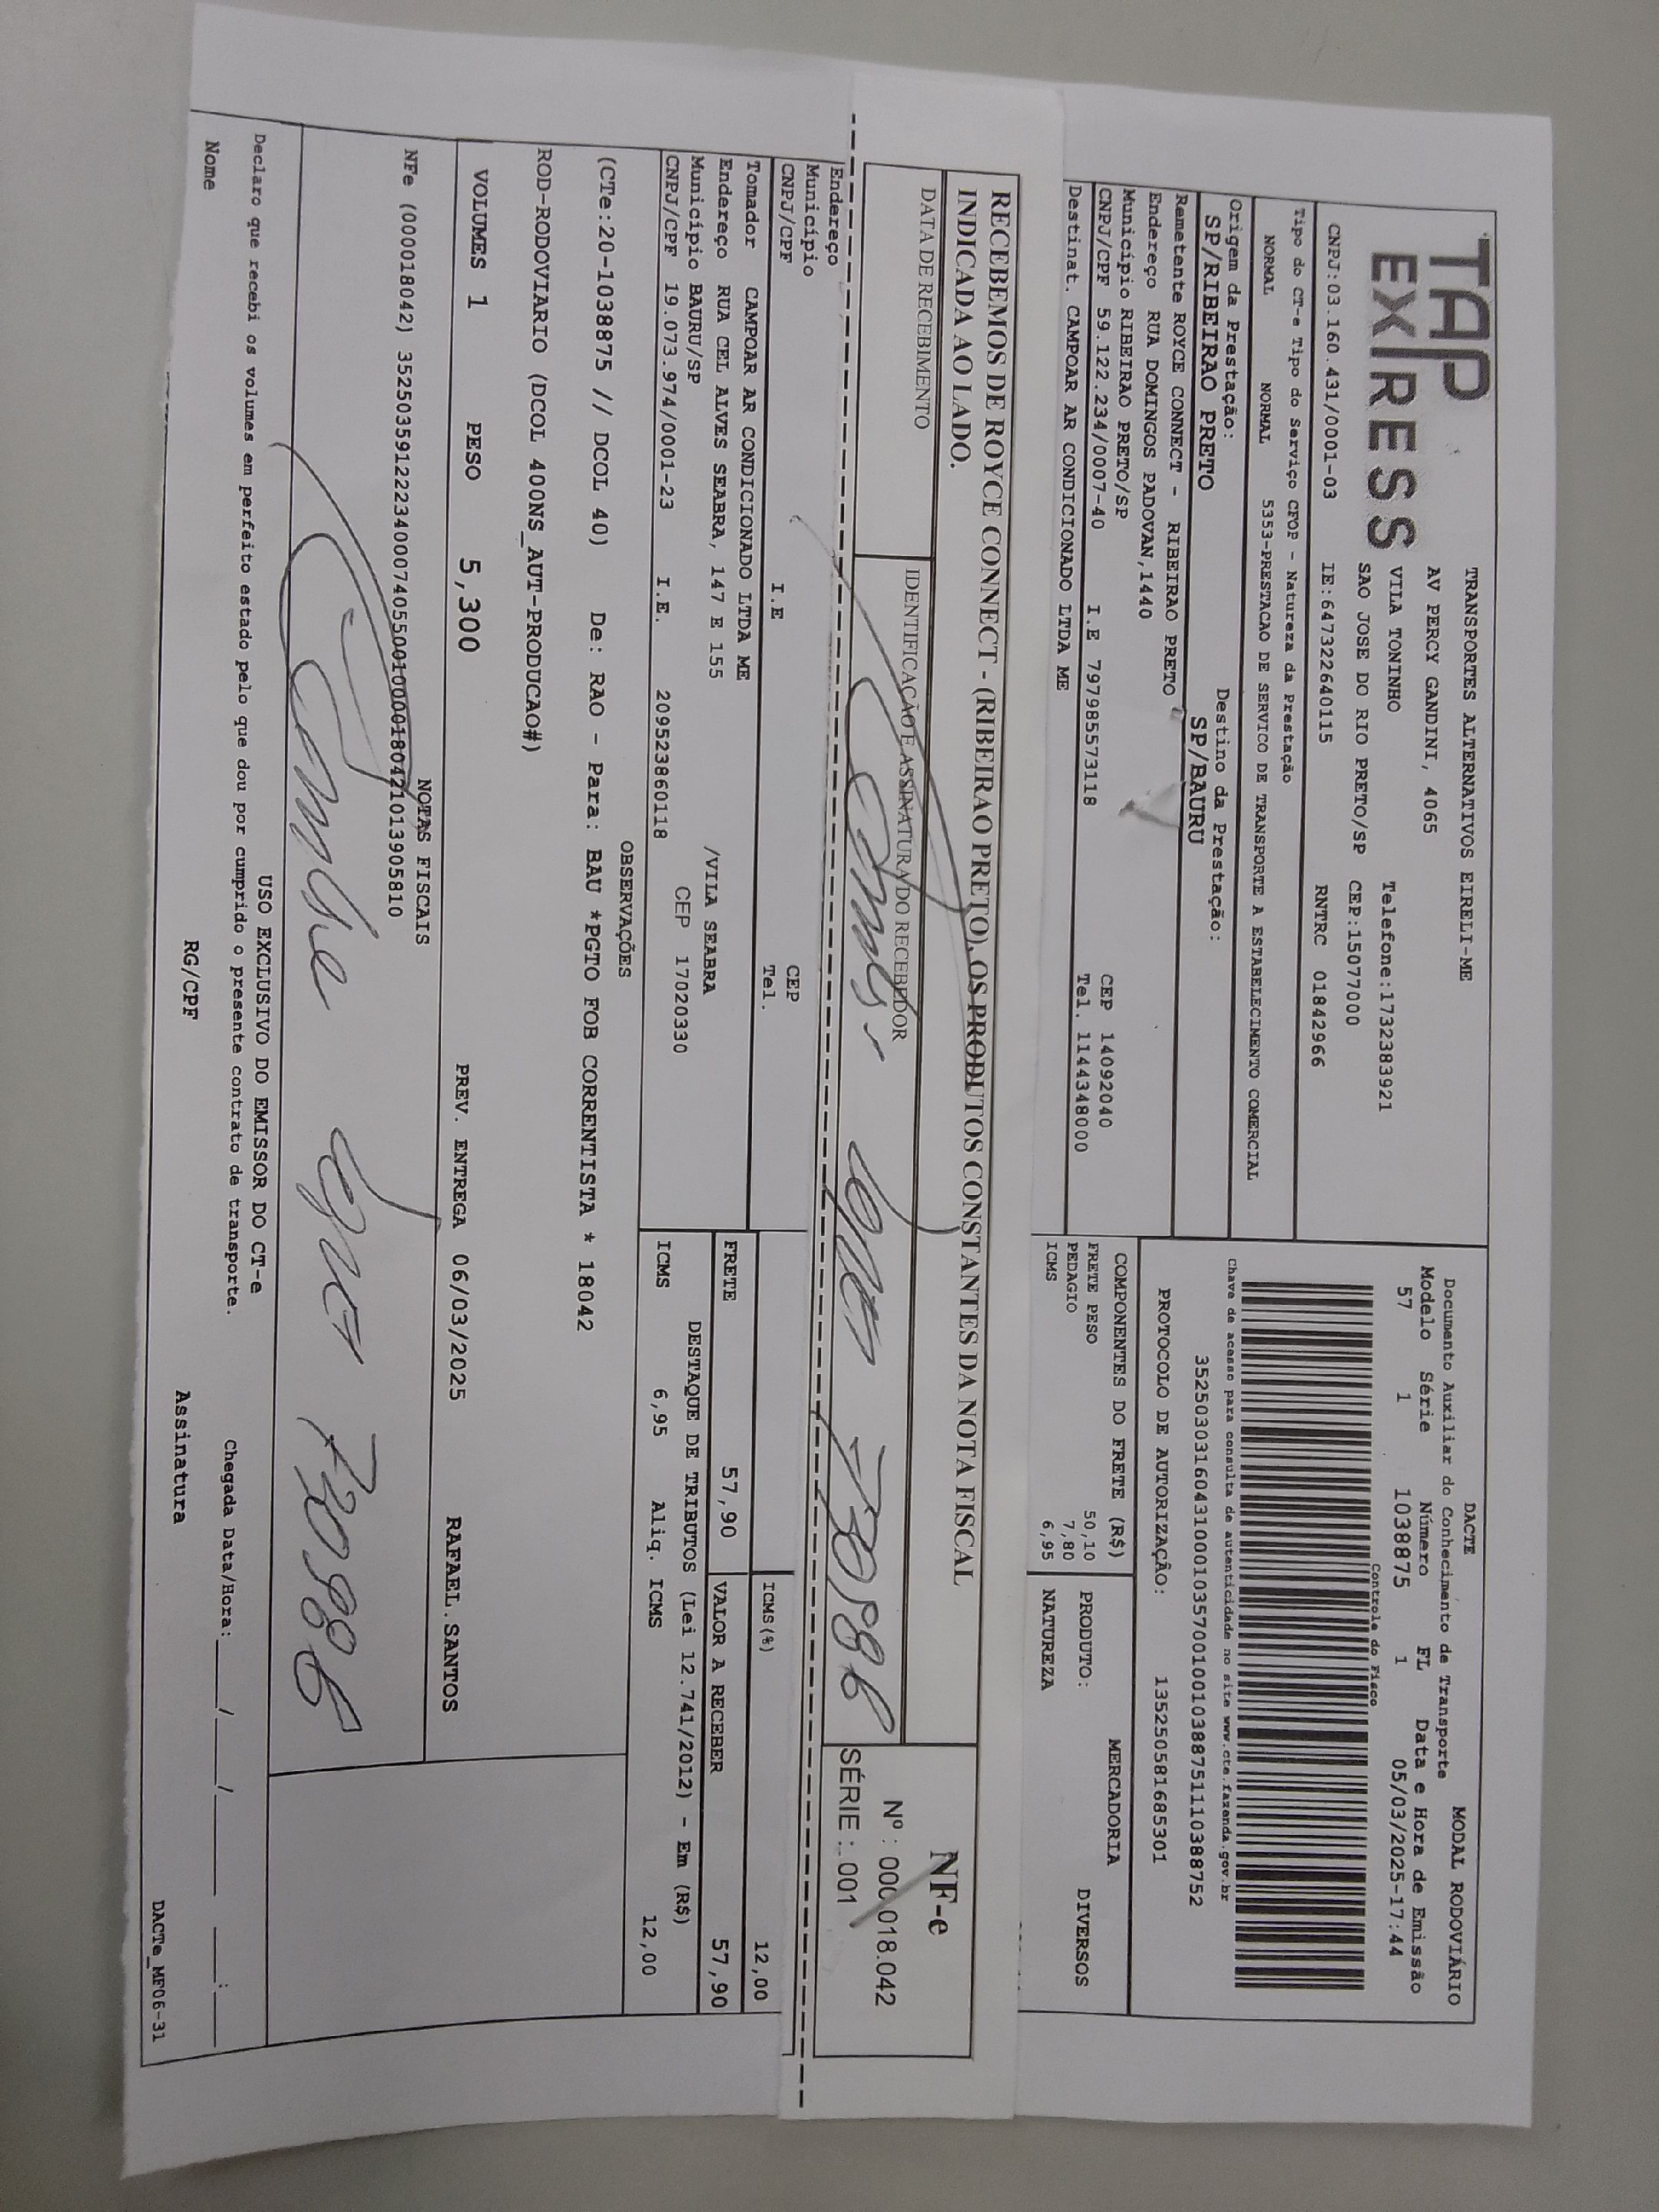 TAP
EXPRESS
TRANSPORTES ALTERNATIVOS EIRELI-ME
AV PERCY GANDINI, 4065
VILA TONINHO Telefone:1732383921
SAO JOSE DO RIO PRETO/SP CEP:15077000
CNPJ:03.160.431/0001-03 IE:647322640115 RNTRC 01842966
Tipo do CT-e Tipo do Serviço CFOP - Natureza da Prestação
NORMAL NORMAL 5353-PRESTACAO DE SERVICO DE TRANSPORTE A ESTABELECIMENTO COMERCIAL
Origem da Prestação: Destino da Prestação:
SP/RIBEIRAO PRETO SP/BAURU
Remetente ROYCE CONNECT - RIBEIRAO PRETO
Endereço RUA DOMINGOS PADOVAN,1440
Município RIBEIRAO PRETO/SP CEP 14092040
CNPJ/CPF 59.122.234/0007-40 I.E 797985573118 Tel. 1144348000
Destinat. CAMPOAR AR CONDICIONADO LTDA ME
DACTE MODAL RODOVIÁRIO
Documento Auxiliar do Conhecimento de Transporte
Modelo Série Número FL Data e Hora de Emissão
57 1 1038875 1 05/03/2025-17:44
Controle do Fisco
Chave de acesso para consulta de autenticidade no site www.cte.fazenda.gov.br
35250303160431000103570010010388751110388752
PROTOCOLO DE AUTORIZAÇÃO: 135250581685301
COMPONENTES DO FRETE (R$) MERCADORIA
FRETE PESO 50,10 PRODUTO: DIVERSOS
PEDAGIO 7,80
ICMS 6,95 NATUREZA
RECEBEMOS DE ROYCE CONNECT - (RIBEIRAO PRETO), OS PRODUTOS CONSTANTES DA NOTA FISCAL
INDICADA AO LADO.
DATA DE RECEBIMENTO IDENTIFICAÇÃO E ASSINATURA DO RECEBEDOR
NF-e
Nº : 000.018.042
SÉRIE : 001
Endereço
Município CEP
CNPJ/CPF I.E Tel.
ICMS(%) 12,00
Tomador CAMPOAR AR CONDICIONADO LTDA ME
Endereço RUA CEL ALVES SEABRA, 147 E 155 /VILA SEABRA
Município BAURU/SP CEP 17020330
CNPJ/CPF 19.073.974/0001-23 I.E. 209523860118
FRETE 57,90 VALOR A RECEBER 57,90
DESTAQUE DE TRIBUTOS (Lei 12.741/2012) - Em (R$)
ICMS 6,95 Aliq. ICMS 12,00
OBSERVAÇÕES
(CTe:20-1038875 // DCOL 40) De: RAO - Para: BAU *PGTO FOB CORRENTISTA * 18042
ROD-RODOVIARIO (DCOL 400NS_AUT-PRODUCAO#)
VOLUMES 1 PESO 5,300 PREV. ENTREGA 06/03/2025 RAFAEL.SANTOS
NOTAS FISCAIS
NFe (000018042) 35250359122234000740550010000180421013905810
USO EXCLUSIVO DO EMISSOR DO CT-e
Declaro que recebi os volumes em perfeito estado pelo que dou por cumprido o presente contrato de transporte. Chegada Data/Hora:____/____/______ ___:___
Nome RG/CPF Assinatura
DACTe_MF06-31